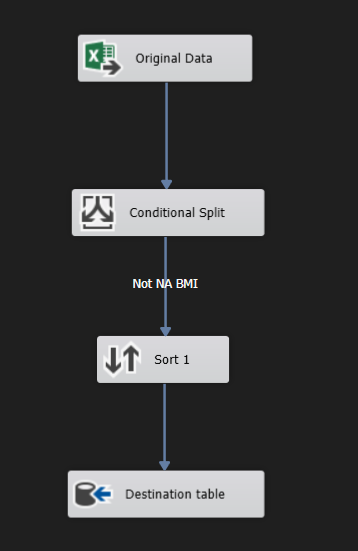 Original Data
Conditional Split
Not NA BMI
Sort 1
Destination table